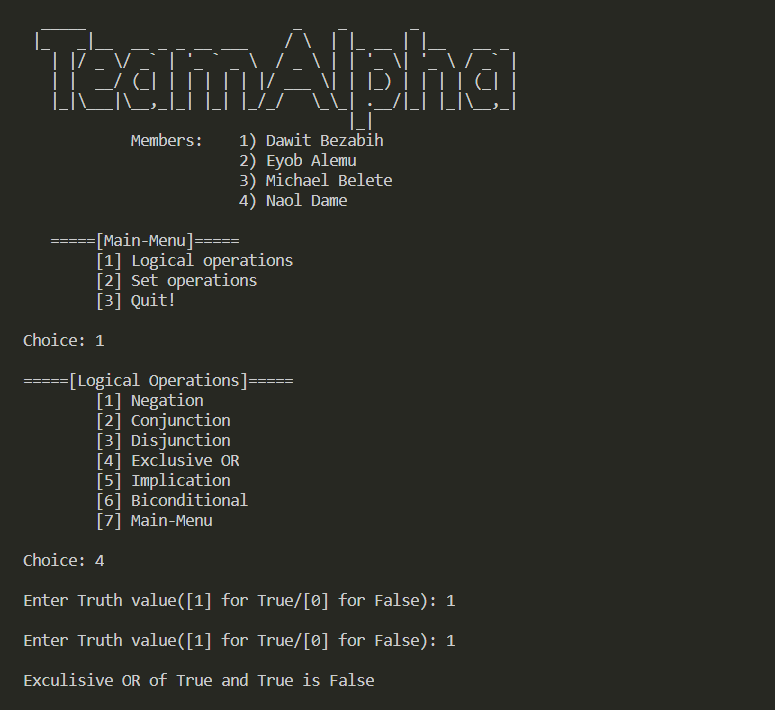 TeamAlpha
Members: 1) Dawit Bezabih
2) Eyob Alemu
3) Michael Belete
4) Naol Dame
=====[Main-Menu]=====
[1] Logical operations
[2] Set operations
[3] Quit!
Choice: 1
=====[Logical Operations]=====
[1] Negation
[2] Conjunction
[3] Disjunction
[4] Exclusive OR
[5] Implication
[6] Biconditional
[7] Main-Menu
Choice: 4
Enter Truth value([1] for True/[0] for False): 1
Enter Truth value([1] for True/[0] for False): 1
Exculisive OR of True and True is False